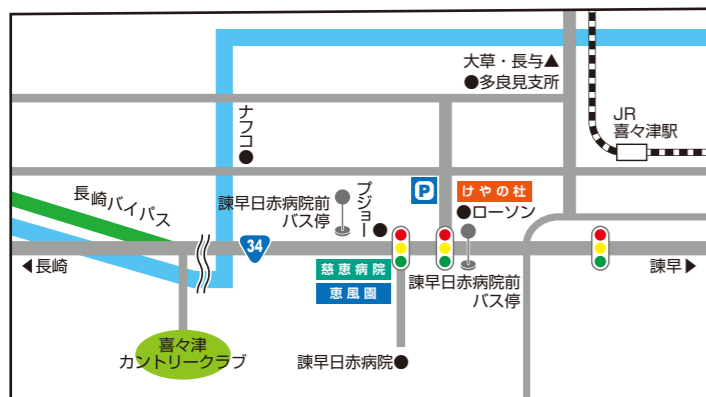 大草・長与▲
●多良見支所
JR
喜々津駅
ナフコ
長崎バイパス
諫早日赤病院前
バス停
プジョー
P
けやの杜
●ローソン
34
◀長崎
慈恵病院
恵風園
諫早日赤病院前
バス停
諫早▶
喜々津
カントリークラブ
諫早日赤病院●